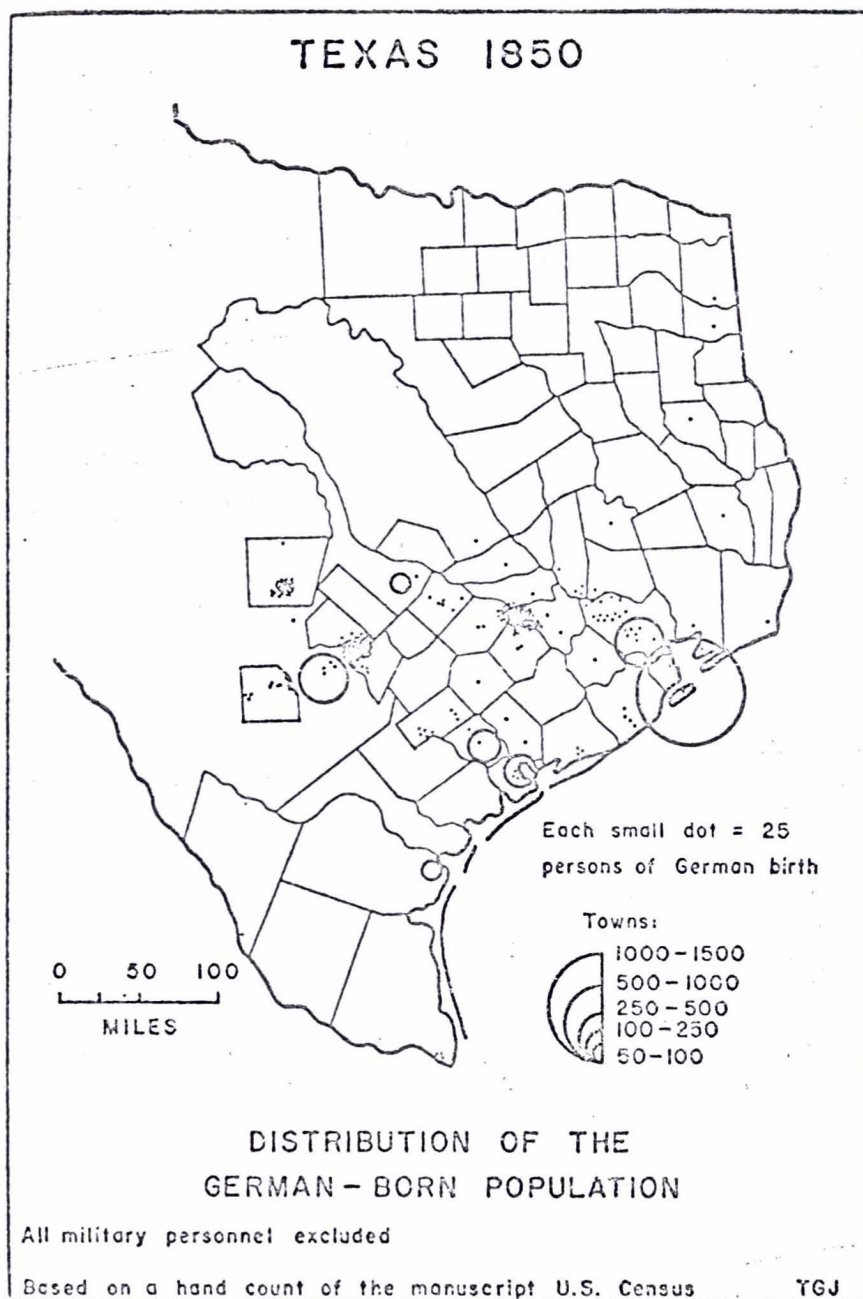 TEXAS 1850
Each small dot = 25
persons of German birth
Towns:
1000-1500
500-1000
250-500
100-250
50-100
0 50 100
MILES
DISTRIBUTION OF THE
GERMAN-BORN POPULATION
All military personnel excluded
Based on a hand count of the manuscript U.S. Census TGJ